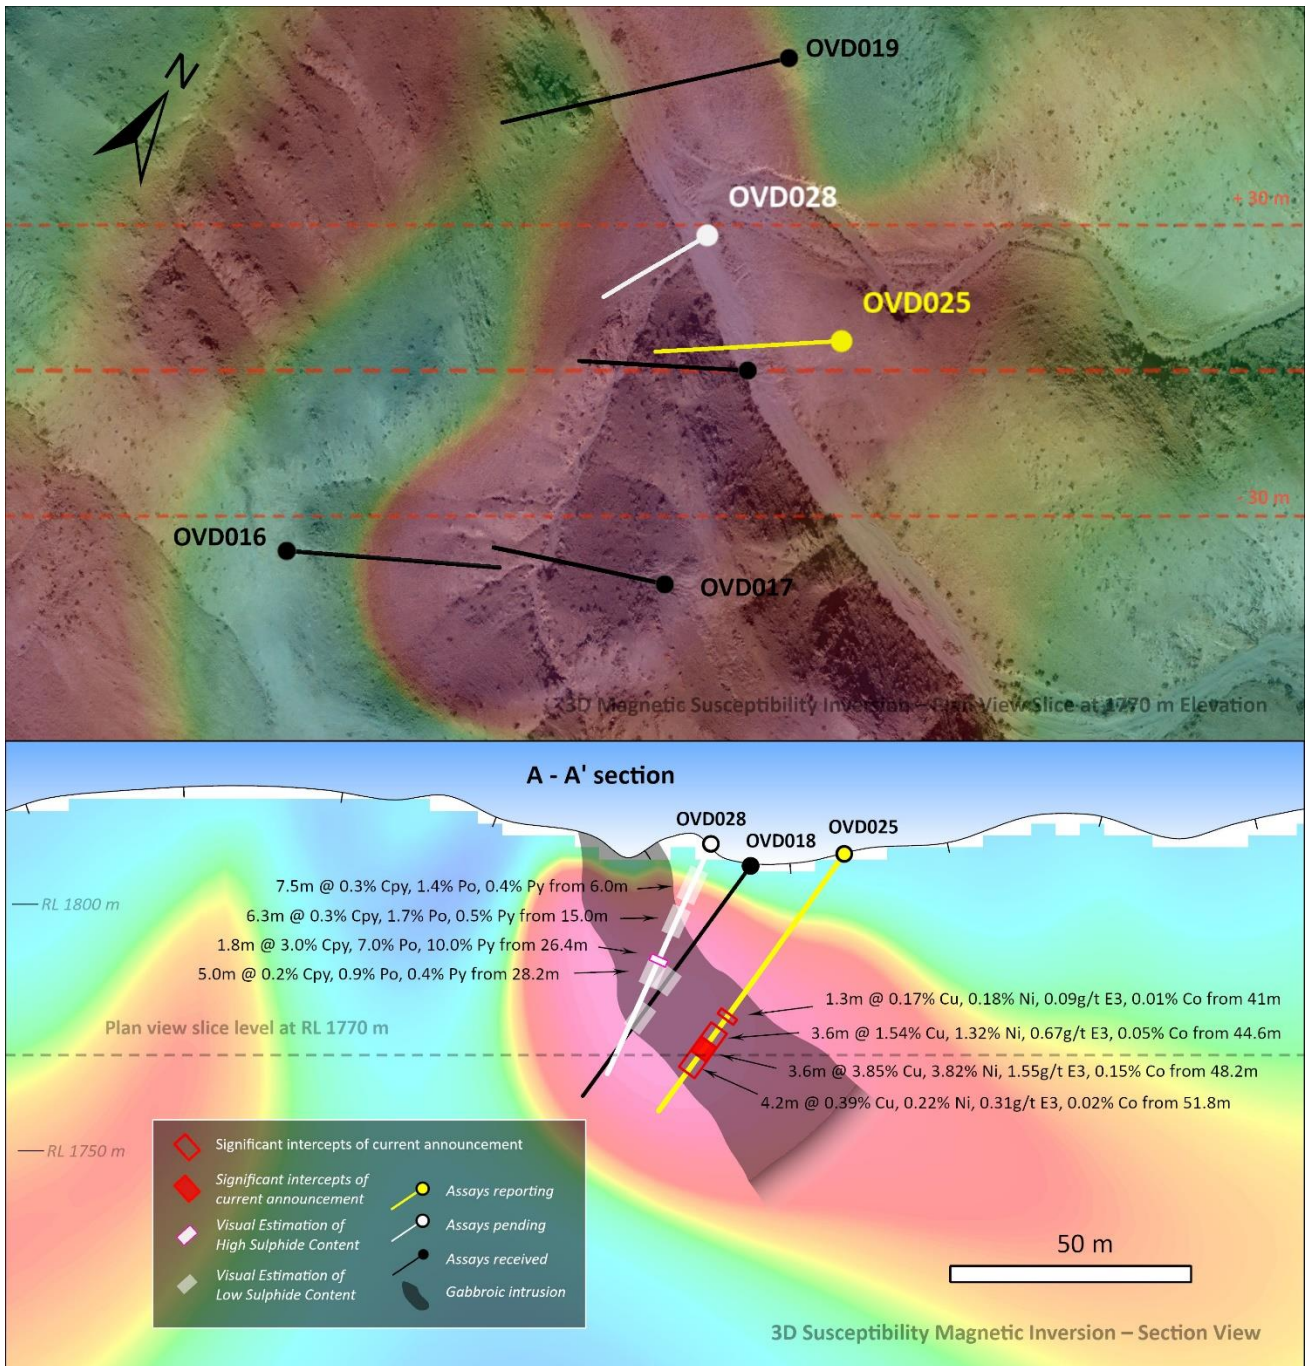 N
OVD019
OVD028
+ 30 m
OVD025
- 30 m
OVD016
OVD017
3D Magnetic Susceptibility Inversion – Plan View Slice at 1770 m Elevation
A - A' section
OVD028
OVD018
OVD025
7.5m @ 0.3% Cpy, 1.4% Po, 0.4% Py from 6.0m
RL 1800 m
6.3m @ 0.3% Cpy, 1.7% Po, 0.5% Py from 15.0m
1.8m @ 3.0% Cpy, 7.0% Po, 10.0% Py from 26.4m
5.0m @ 0.2% Cpy, 0.9% Po, 0.4% Py from 28.2m
1.3m @ 0.17% Cu, 0.18% Ni, 0.09g/t E3, 0.01% Co from 41m
Plan view slice level at RL 1770 m
3.6m @ 1.54% Cu, 1.32% Ni, 0.67g/t E3, 0.05% Co from 44.6m
3.6m @ 3.85% Cu, 3.82% Ni, 1.55g/t E3, 0.15% Co from 48.2m
4.2m @ 0.39% Cu, 0.22% Ni, 0.31g/t E3, 0.02% Co from 51.8m
RL 1750 m
Significant intercepts of current announcement
Significant intercepts of
current announcement
Visual Estimation of
High Sulphide Content
Visual Estimation of
Low Sulphide Content
Assays reporting
Assays pending
Assays received
Gabbroic intrusion
50 m
3D Susceptibility Magnetic Inversion – Section View